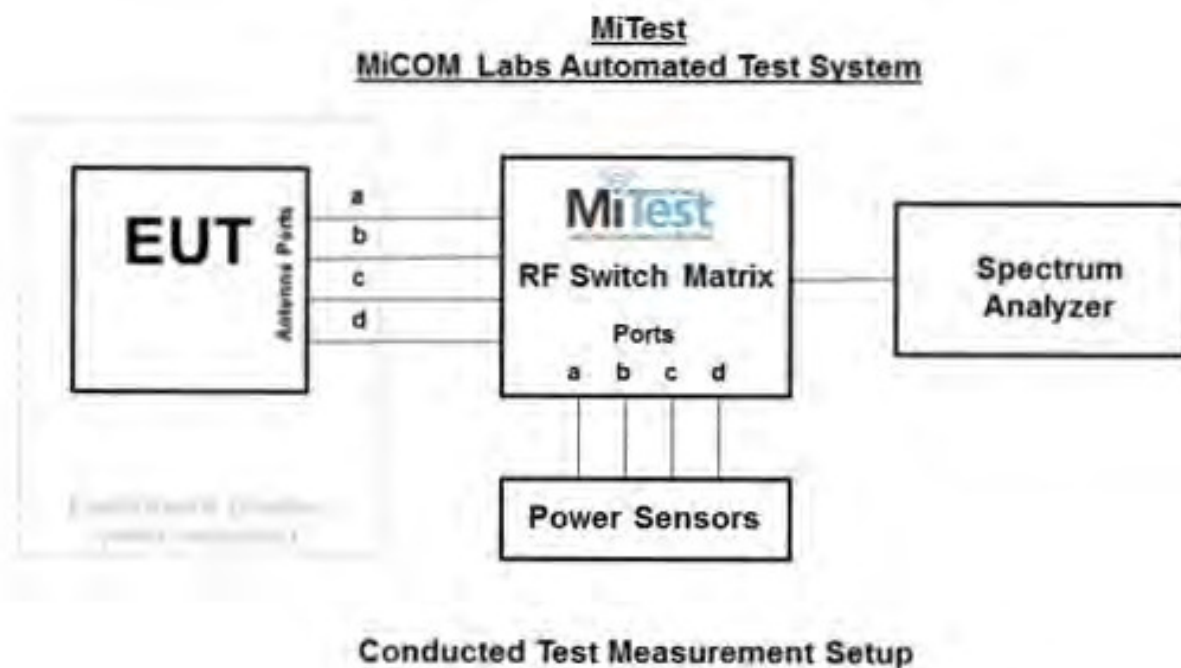 MiTest
MiCOM Labs Automated Test System
EUT
Antenna Ports
a
b
c
d
MiTest
RF Switch Matrix
Ports
a b c d
Spectrum
Analyzer
Power Sensors
Conducted Test Measurement Setup